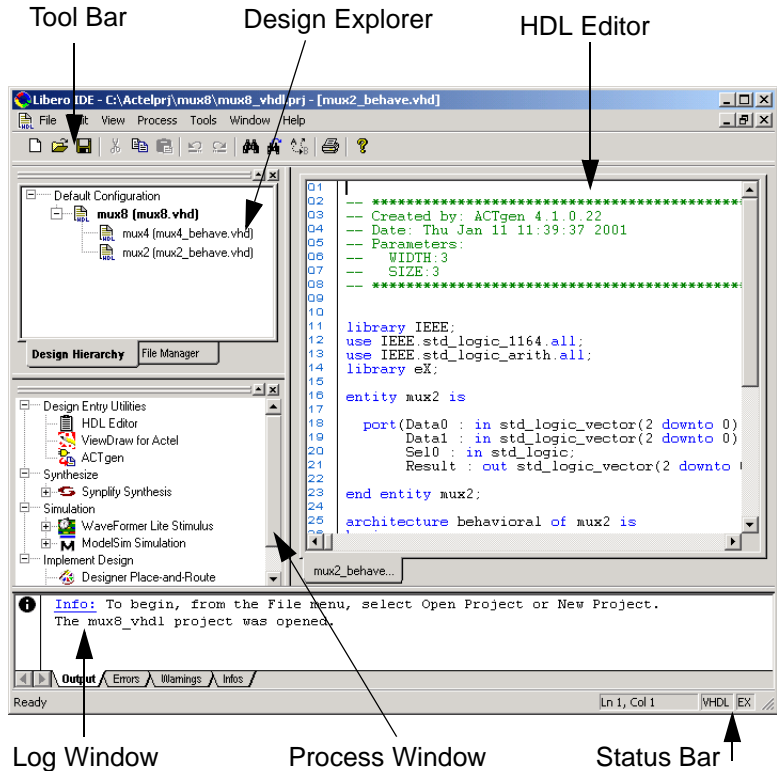 Tool Bar
Design Explorer
HDL Editor
Libero IDE - C:\Actelprj\mux8\mux8_vhdl.prj - [mux2_behave.vhd]
File Edit View Process Tools Window Help
Default Configuration
mux8 (mux8.vhd)
mux4 (mux4_behave.vhd)
mux2 (mux2_behave.vhd)
Design Hierarchy
File Manager
Design Entry Utilities
HDL Editor
ViewDraw for Actel
ACTgen
Synthesize
Synplify Synthesis
Simulation
WaveFormer Lite Stimulus
ModelSim Simulation
Implement Design
Designer Place-and-Route
01
02 -- ******************************************
03 -- Created by: ACTgen 4.1.0.22
04 -- Date: Thu Jan 11 11:39:37 2001
05 -- Parameters:
06 --   WIDTH:3
07 --   SIZE:3
08 -- ******************************************
09
10
11 library IEEE;
12 use IEEE.std_logic_1164.all;
13 use IEEE.std_logic_arith.all;
14 library eX;
15
16 entity mux2 is
17
18   port(Data0 : in std_logic_vector(2 downto 0)
19        Data1 : in std_logic_vector(2 downto 0)
20        Sel0 : in std_logic;
21        Result : out std_logic_vector(2 downto
22
23 end entity mux2;
24
25 architecture behavioral of mux2 is
mux2_behave...
Info: To begin, from the File menu, select Open Project or New Project.
The mux8_vhdl project was opened.
Output Errors Warnings Infos
Ready
Ln 1, Col 1
VHDL
EX
Log Window
Process Window
Status Bar